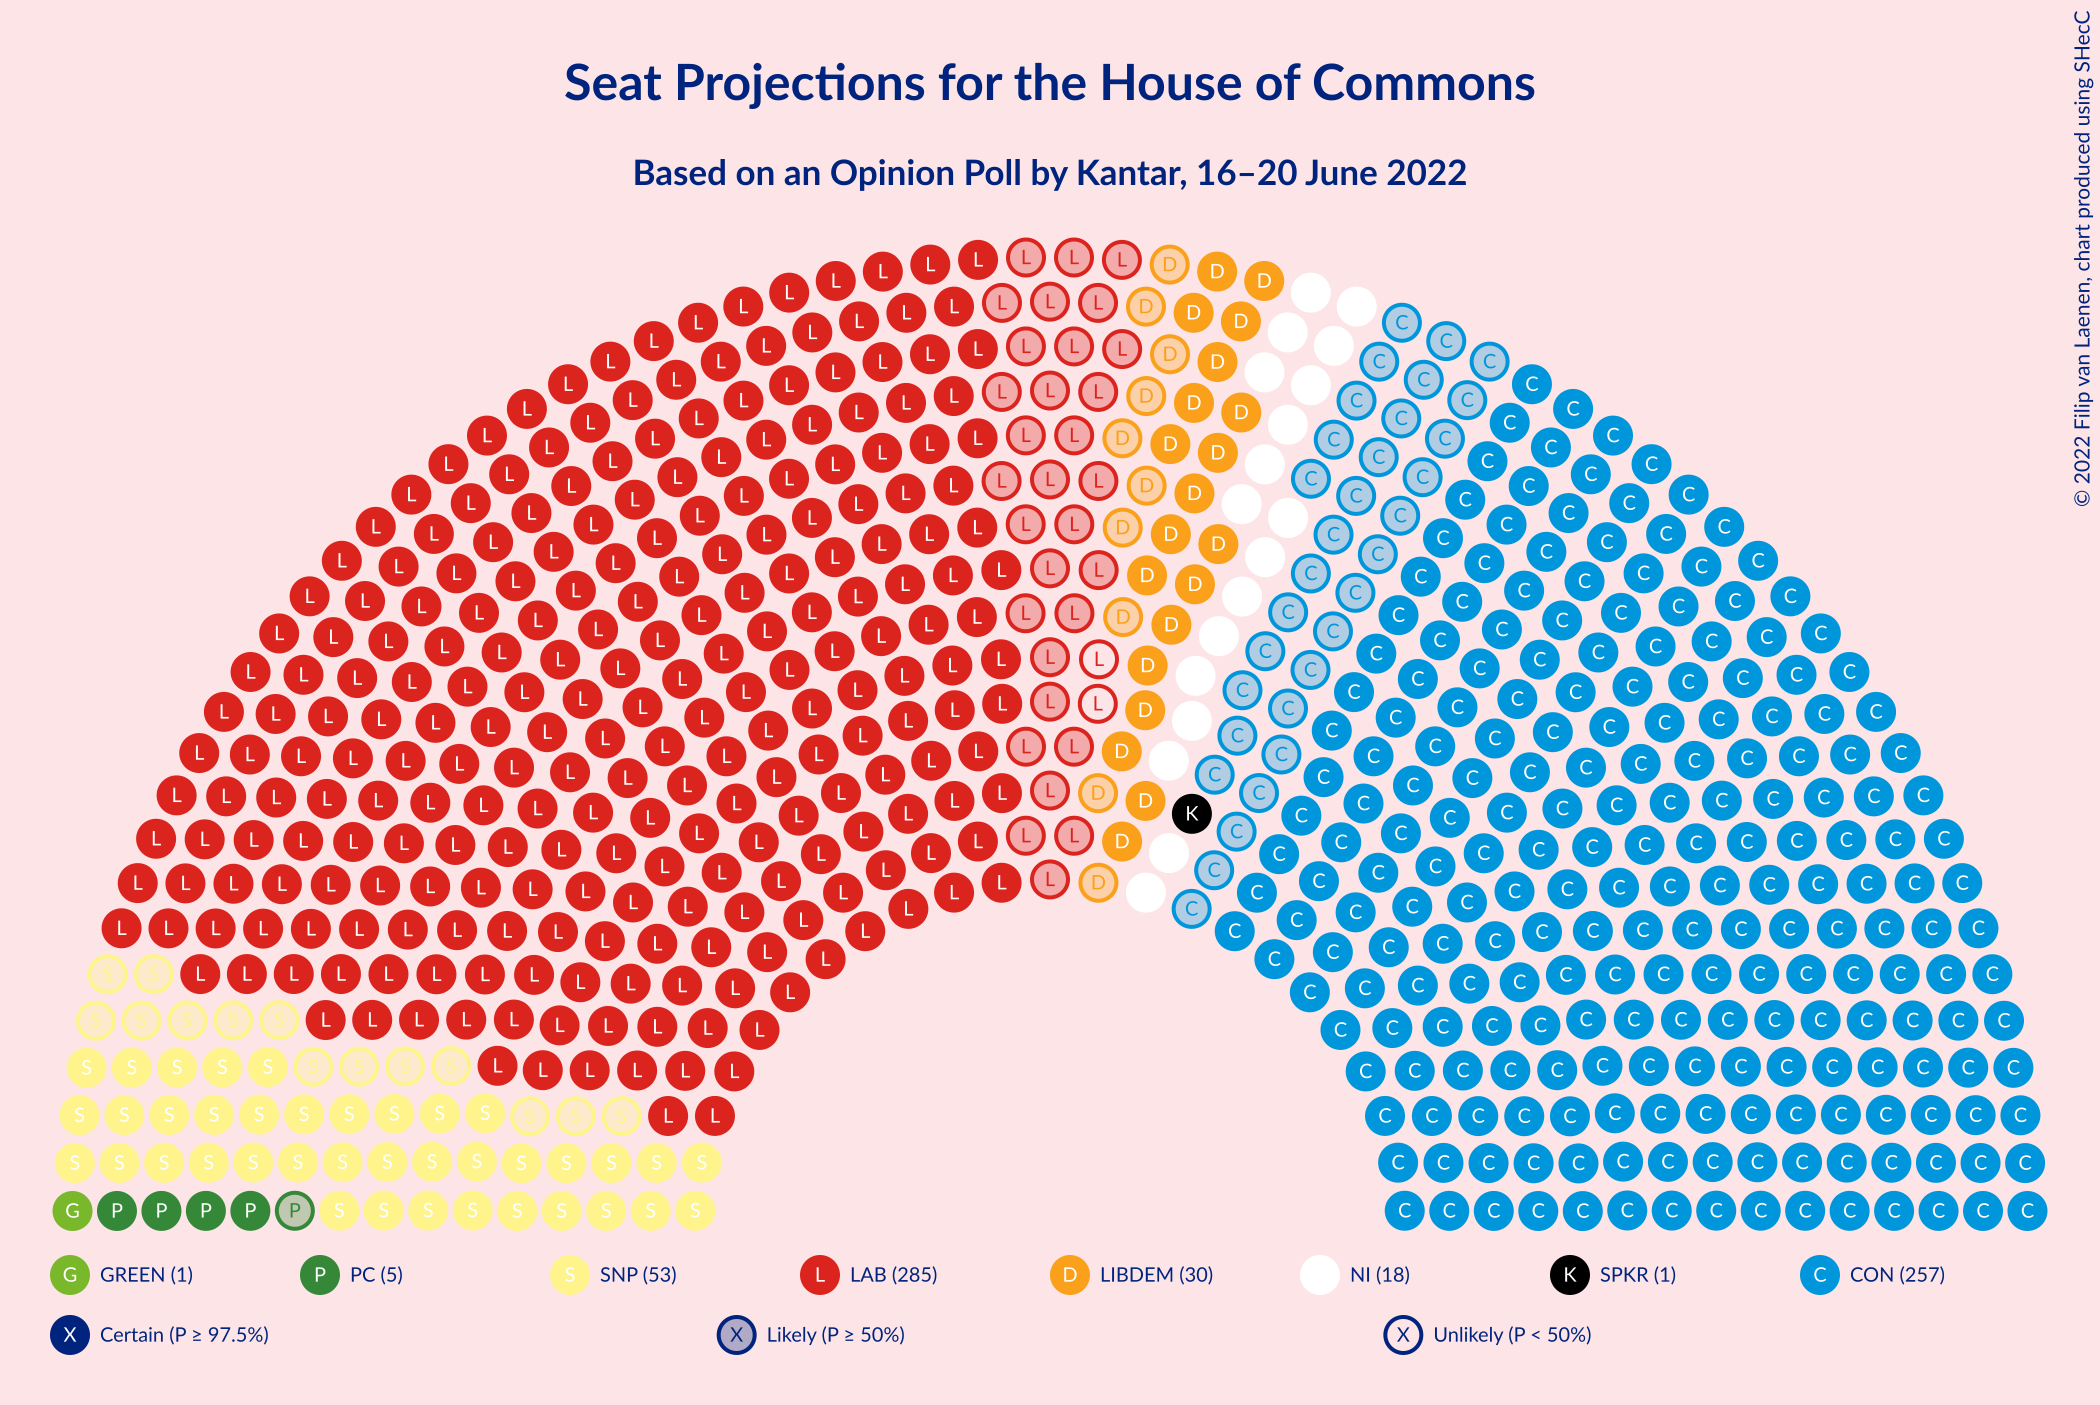 Seat Projections for the House of Commons
Based on an Opinion Poll by Kantar, 16–20 June 2022
© 2022 Filip van Laenen, chart produced using SHecC
G GREEN (1) P PC (5) S SNP (53) L LAB (285) D LIBDEM (30) NI (18) K SPKR (1) C CON (257)
X Certain (P ≥ 97.5%) X Likely (P ≥ 50%) X Unlikely (P < 50%)